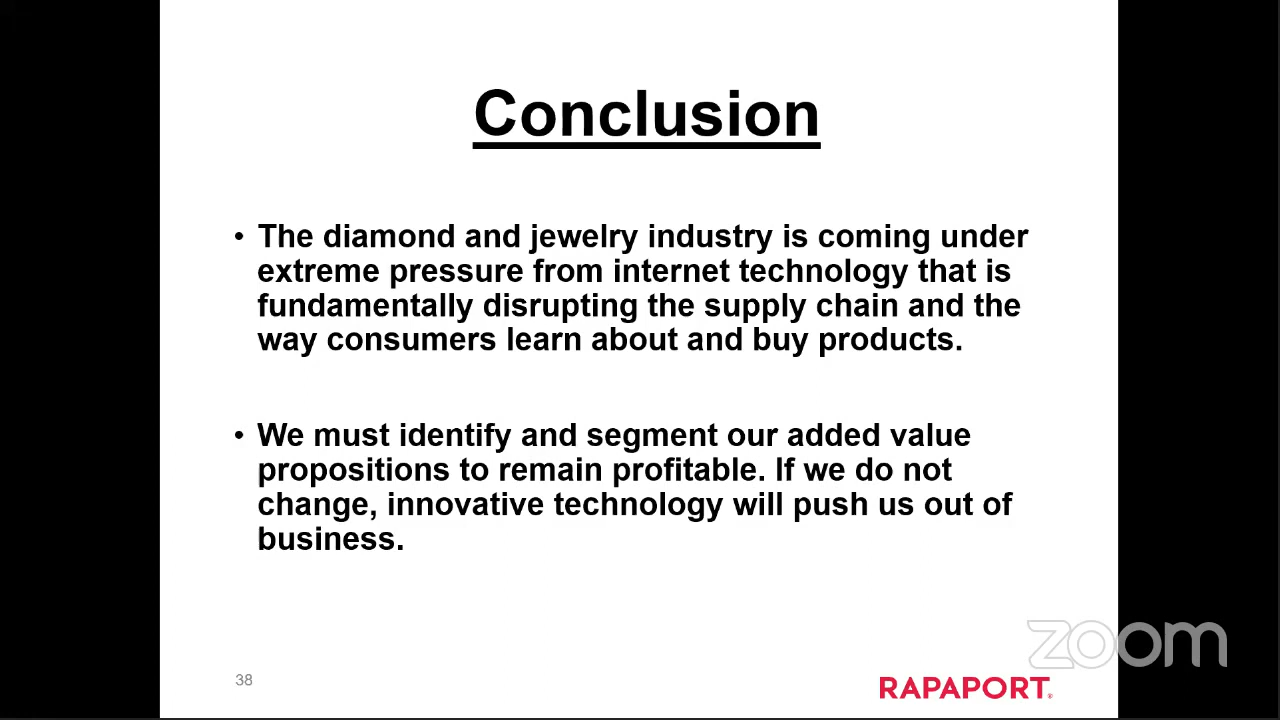 Conclusion
• The diamond and jewelry industry is coming under
extreme pressure from internet technology that is
fundamentally disrupting the supply chain and the
way consumers learn about and buy products.
• We must identify and segment our added value
propositions to remain profitable. If we do not
change, innovative technology will push us out of
business.
zoom
38
RAPAPORT®